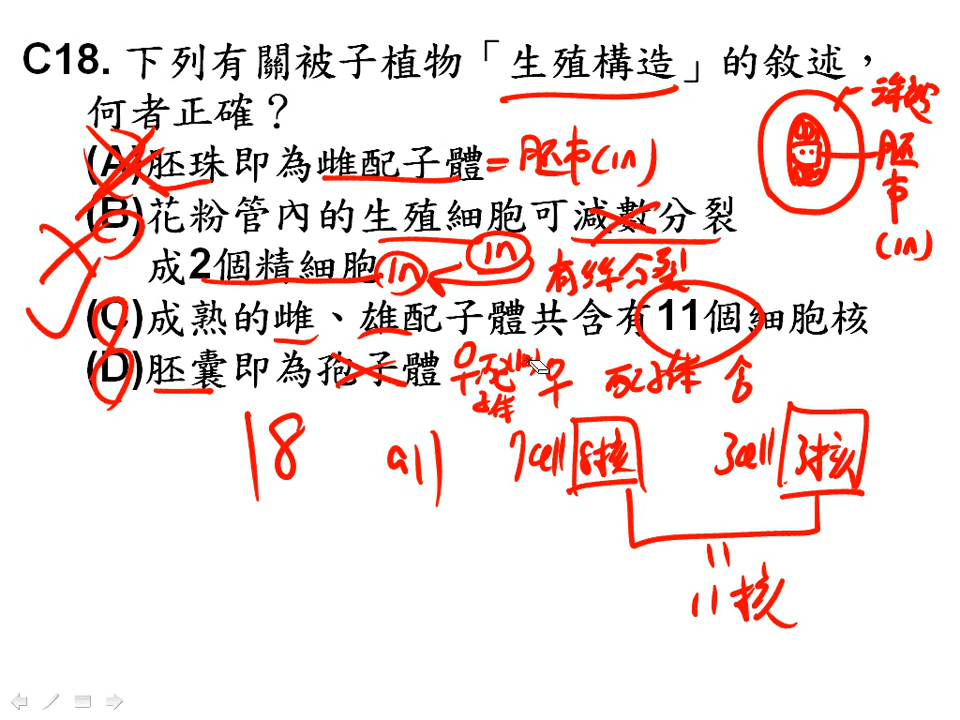 C18. 下列有關被子植物「生殖構造」的敘述，
何者正確？
(A)胚珠即為雌配子體 = 胚囊(1n)
(B)花粉管內的生殖細胞可減數分裂
成2個精細胞
1n
1n
有絲分裂
(C)成熟的雌、雄配子體共含有11個細胞核
(D)胚囊即為孢子體
配子体 含
胚
(1n)
18 all 7cell 8核 3cell 3核
11核